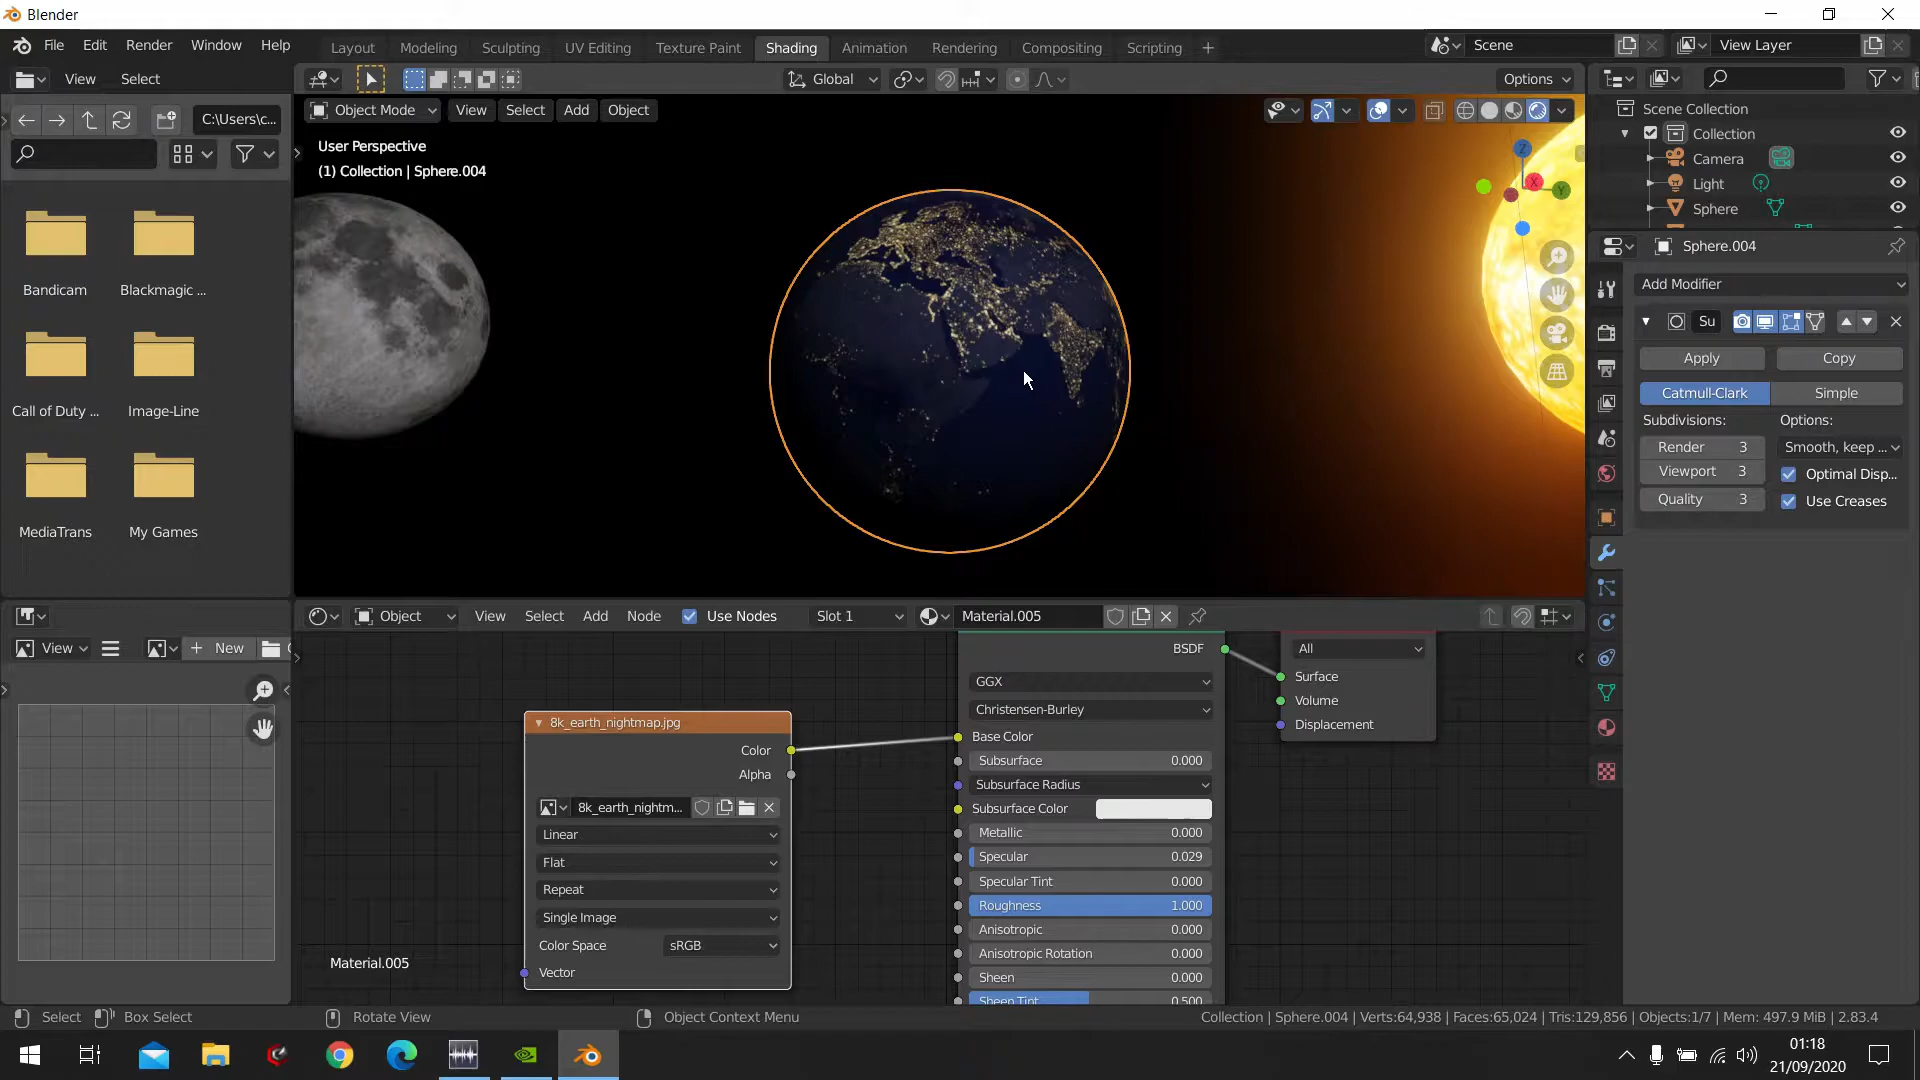 Blender
File Edit Render Window Help
Layout Modeling Sculpting UV Editing Texture Paint Shading Animation Rendering Compositing Scripting +
Scene
View Layer
View Select
Global
Options
C:\Users\c...
Object Mode View Select Add Object
User Perspective
(1) Collection | Sphere.004
Z
X
Y
Bandicam
Blackmagic ...
Call of Duty ...
Image-Line
MediaTrans
My Games
Scene Collection
Collection
Camera
Light
Sphere
Sphere.004
Add Modifier
Su
Apply
Copy
Catmull-Clark
Simple
Subdivisions:
Options:
Render 3
Smooth, keep ...
Viewport 3
Optimal Disp...
Quality 3
Use Creases
View
New
Object View Select Add Node Use Nodes Slot 1 Material.005
8k_earth_nightmap.jpg
Color
Alpha
8k_earth_nightm...
Linear
Flat
Repeat
Single Image
Color Space sRGB
Vector
Material.005
BSDF
GGX
Christensen-Burley
Base Color
Subsurface 0.000
Subsurface Radius
Subsurface Color
Metallic 0.000
Specular 0.029
Specular Tint 0.000
Roughness 1.000
Anisotropic 0.000
Anisotropic Rotation 0.000
Sheen 0.000
Sheen Tint 0.500
All
Surface
Volume
Displacement
Select
Box Select
Rotate View
Object Context Menu
Collection | Sphere.004 | Verts:64,938 | Faces:65,024 | Tris:129,856 | Objects:1/7 | Mem: 497.9 MiB | 2.83.4
01:18
21/09/2020